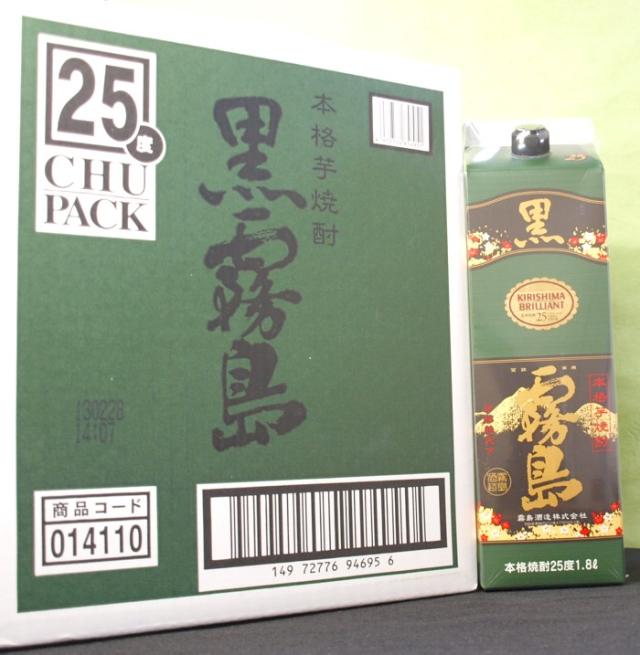 25度
CHU
PACK
本格芋焼酎
黒霧島
130228
14:07
商品コード
014110
149 72776 94695 6
25
黒
KIRISHIMA
BRILLIANT
25
本格芋焼酎
霧島
霧島酒造株式会社
本格焼酎25度1.8ℓ